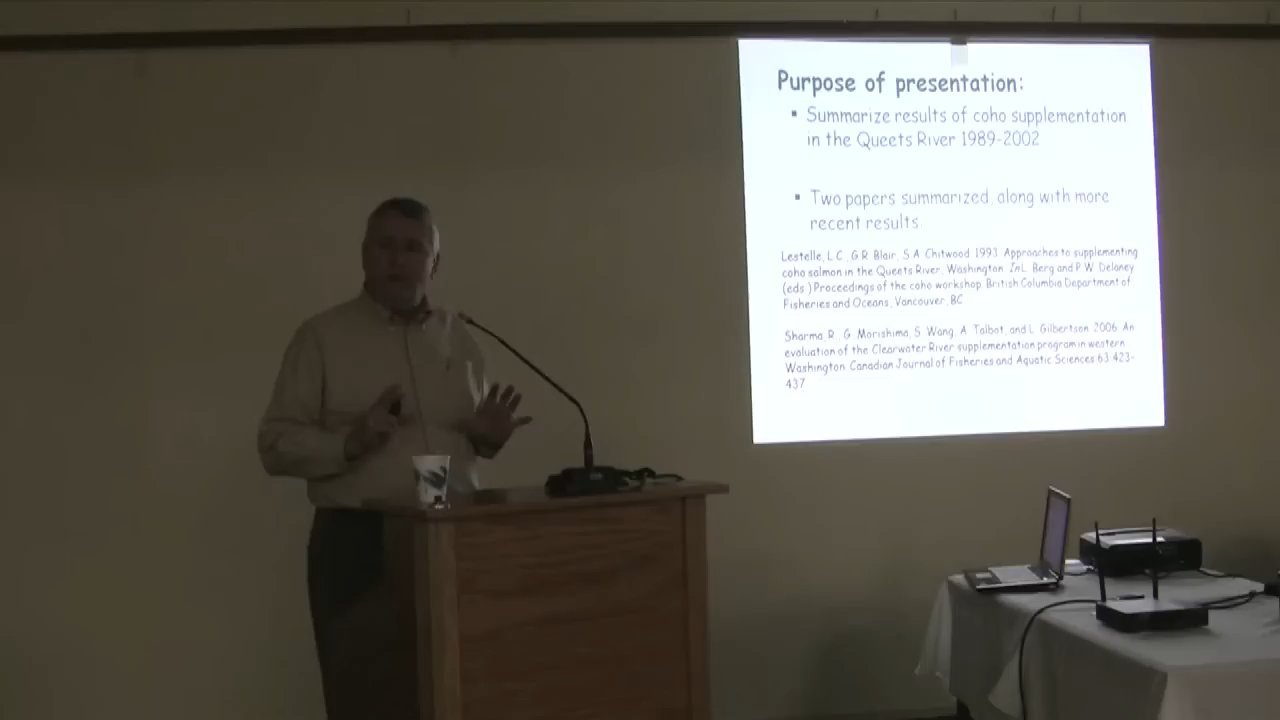 Purpose of presentation:
▪ Summarize results of coho supplementation
in the Queets River 1989-2002
▪ Two papers summarized, along with more
recent results.
Lestelle, L.C., G.R. Blair, S.A. Chitwood. 1993. Approaches to supplementing
coho salmon in the Queets River, Washington. In L. Berg and P.W. Delaney
(eds.) Proceedings of the coho workshop. British Columbia Department of
Fisheries and Oceans, Vancouver, BC
Sharma, R., G. Morishima, S. Wang, A. Talbot, and L. Gilbertson. 2006. An
evaluation of the Clearwater River supplementation program in western
Washington. Canadian Journal of Fisheries and Aquatic Sciences 63:423-
437